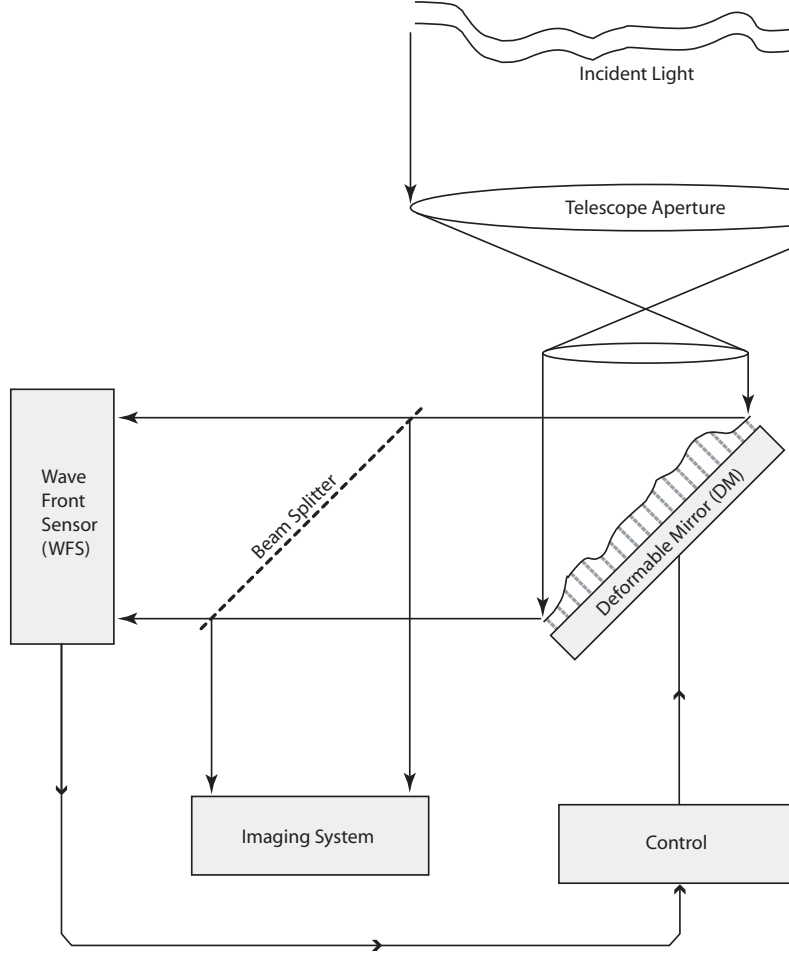 Incident Light
Telescope Aperture
Wave
Front
Sensor
(WFS)
Beam Splitter
Deformable Mirror (DM)
Imaging System
Control